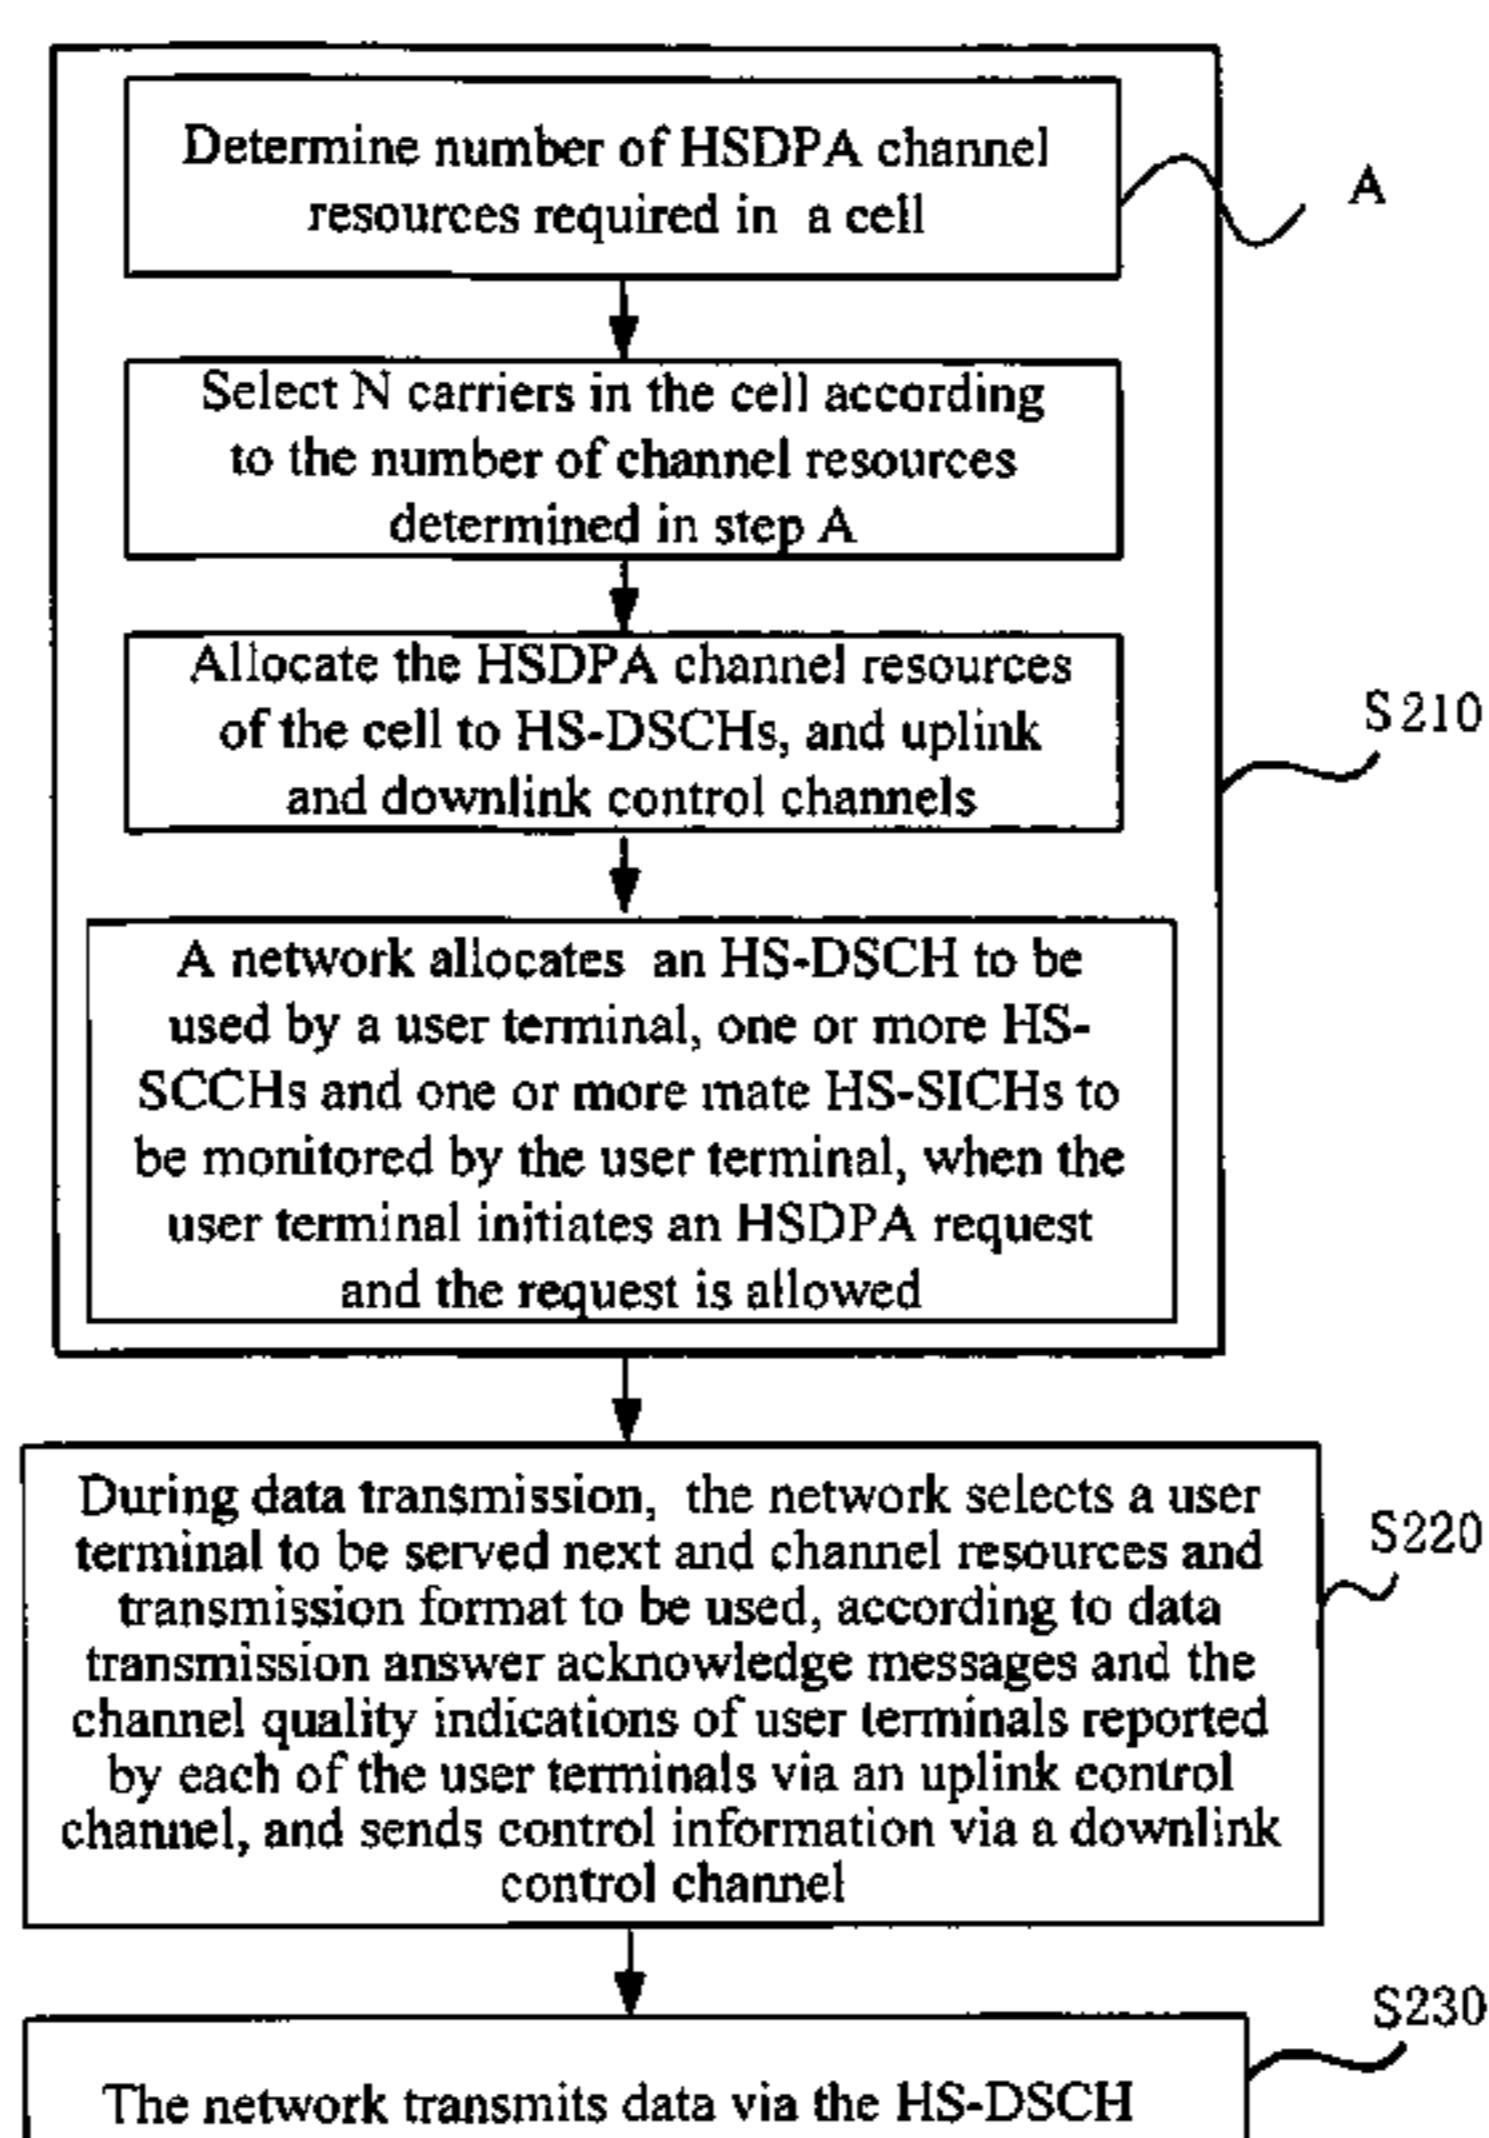 Determine number of HSDPA channel
resources required in a cell
A
Select N carriers in the cell according
to the number of channel resources
determined in step A
Allocate the HSDPA channel resources
of the cell to HS-DSCHs, and uplink
and downlink control channels
S210
A network allocates an HS-DSCH to be
used by a user terminal, one or more HS-
SCCHs and one or more mate HS-SICHs to
be monitored by the user terminal, when the
user terminal initiates an HSDPA request
and the request is allowed
During data transmission, the network selects a user
terminal to be served next and channel resources and
transmission format to be used, according to data
transmission answer acknowledge messages and the
channel quality indications of user terminals reported
by each of the user terminals via an uplink control
channel, and sends control information via a downlink
control channel
S220
S230
The network transmits data via the HS-DSCH